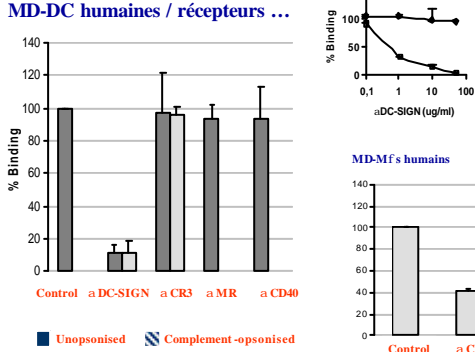 MD-DC humaines / récepteurs …
140
120
100
80
60
40
20
0
% Binding
Control a DC-SIGN a CR3 a MR a CD40
Unopsonised Complement -opsonised
100
50
0
% Binding
0,1 1 10 100
aDC-SIGN (ug/ml)
MD-Mf s humains
140
120
100
80
60
40
20
0
Control a C